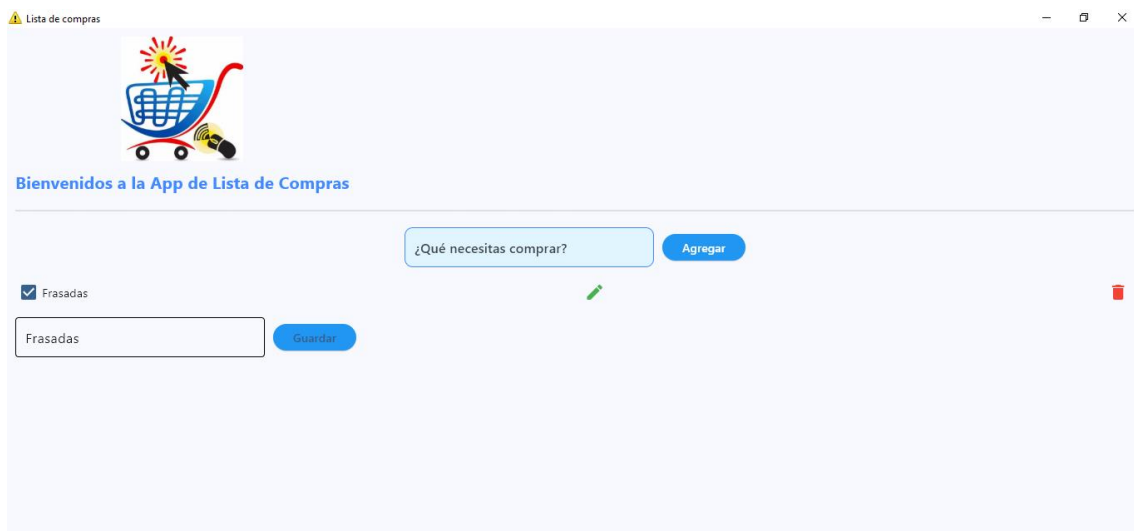 Lista de compras
Bienvenidos a la App de Lista de Compras
¿Qué necesitas comprar?
Agregar
Frasadas
Frasadas
Guardar